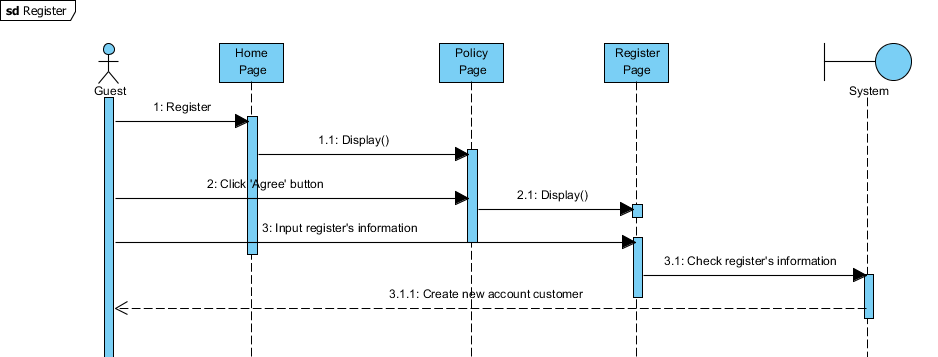 sd Register
Home
Page
Policy
Page
Register
Page
Guest
System
1: Register
1.1: Display()
2: Click 'Agree' button
2.1: Display()
3: Input register's information
3.1: Check register's information
3.1.1: Create new account customer